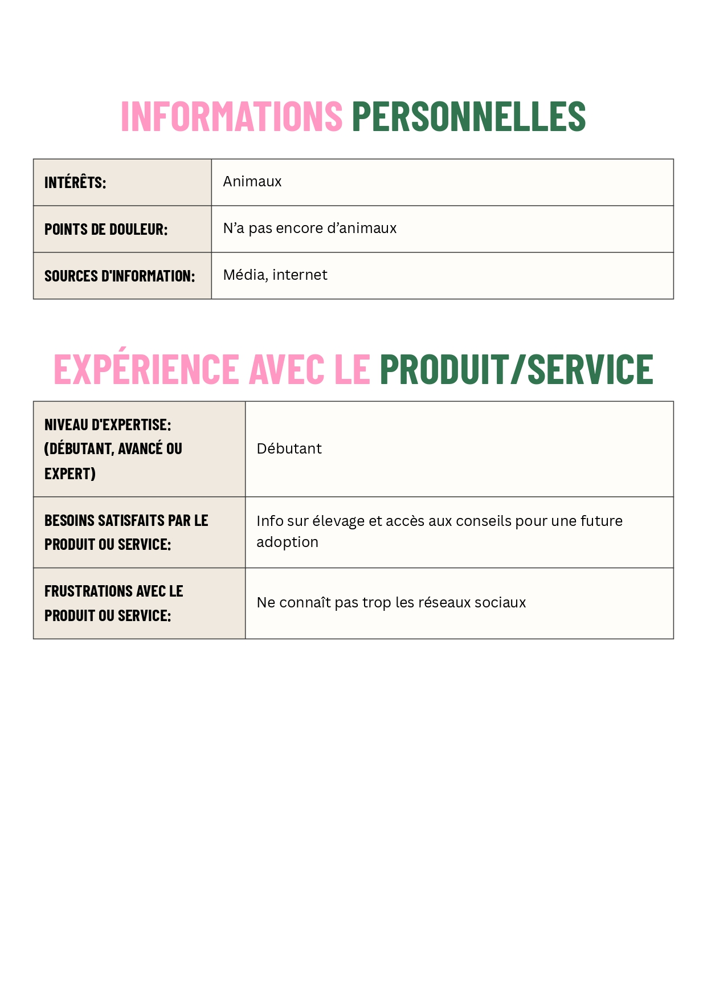 INFORMATIONS PERSONNELLES
INTÉRÊTS: Animaux
POINTS DE DOULEUR: N’a pas encore d’animaux
SOURCES D'INFORMATION: Média, internet
EXPÉRIENCE AVEC LE PRODUIT/SERVICE
NIVEAU D'EXPERTISE:
(DÉBUTANT, AVANCÉ OU
EXPERT)
Débutant
BESOINS SATISFAITS PAR LE
PRODUIT OU SERVICE:
Info sur élevage et accès aux conseils pour une future
adoption
FRUSTRATIONS AVEC LE
PRODUIT OU SERVICE:
Ne connaît pas trop les réseaux sociaux